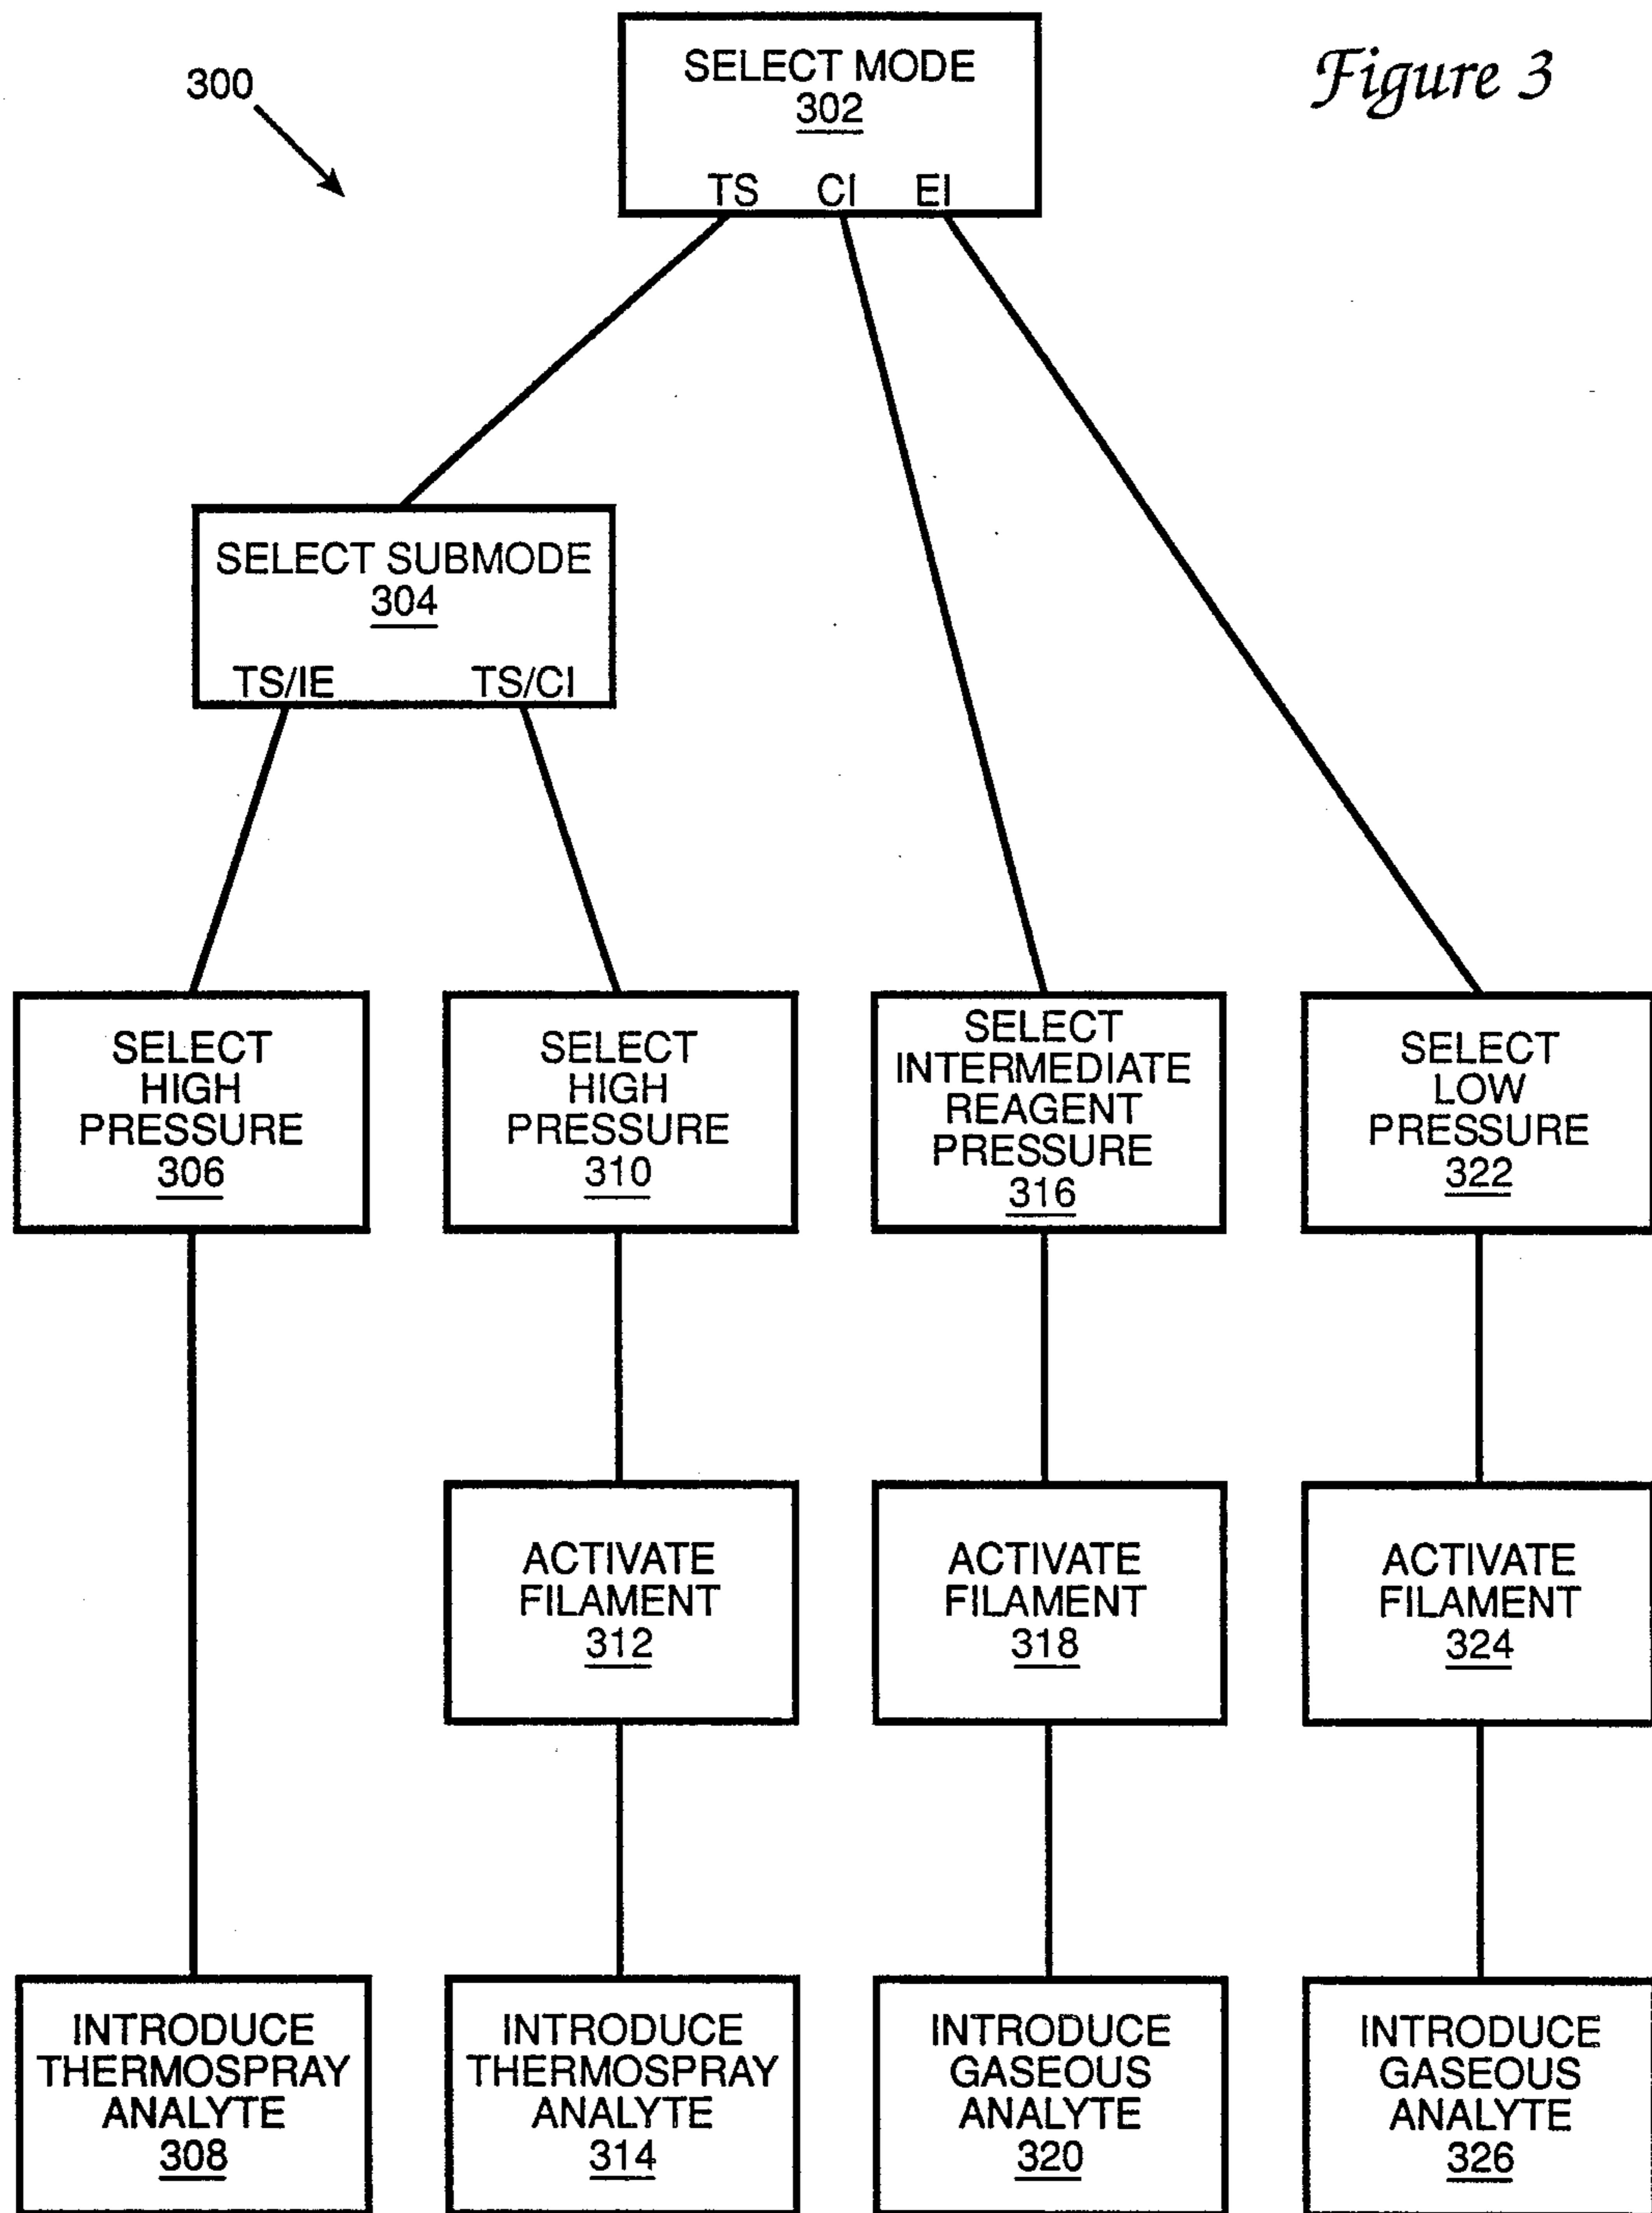 300
Figure 3
SELECT MODE
302
TS CI EI
SELECT SUBMODE
304
TS/IE TS/CI
SELECT
HIGH
PRESSURE
306
SELECT
HIGH
PRESSURE
310
SELECT
INTERMEDIATE
REAGENT
PRESSURE
316
SELECT
LOW
PRESSURE
322
ACTIVATE
FILAMENT
312
ACTIVATE
FILAMENT
318
ACTIVATE
FILAMENT
324
INTRODUCE
THERMOSPRAY
ANALYTE
308
INTRODUCE
THERMOSPRAY
ANALYTE
314
INTRODUCE
GASEOUS
ANALYTE
320
INTRODUCE
GASEOUS
ANALYTE
326